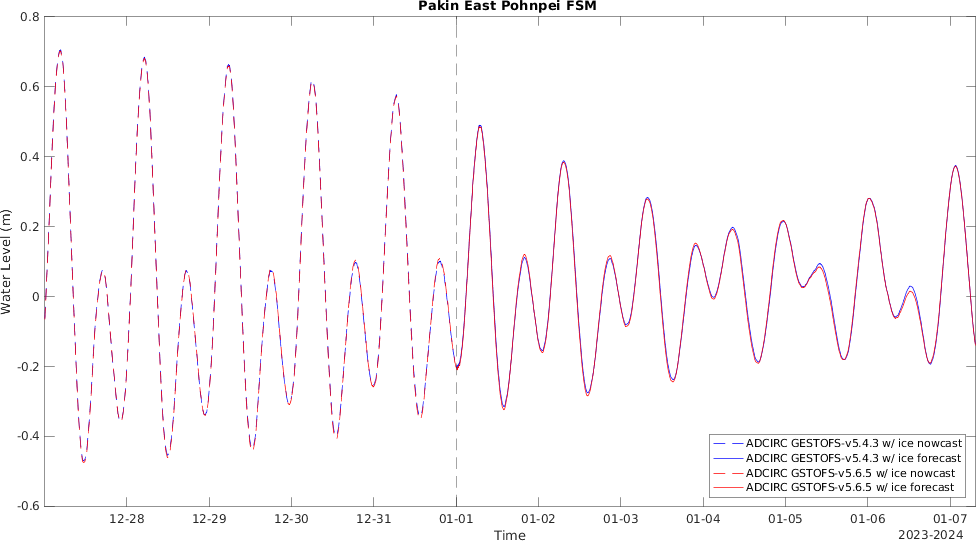 Pakin East Pohnpei FSM
0.8
0.6
0.4
0.2
0
-0.2
-0.4
-0.6
Water Level (m)
12-28 12-29 12-30 12-31 01-01 01-02 01-03 01-04 01-05 01-06 01-07
Time
2023-2024
ADCIRC GESTOFS-v5.4.3 w/ ice nowcast
ADCIRC GESTOFS-v5.4.3 w/ ice forecast
ADCIRC GSTOFS-v5.6.5 w/ ice nowcast
ADCIRC GSTOFS-v5.6.5 w/ ice forecast